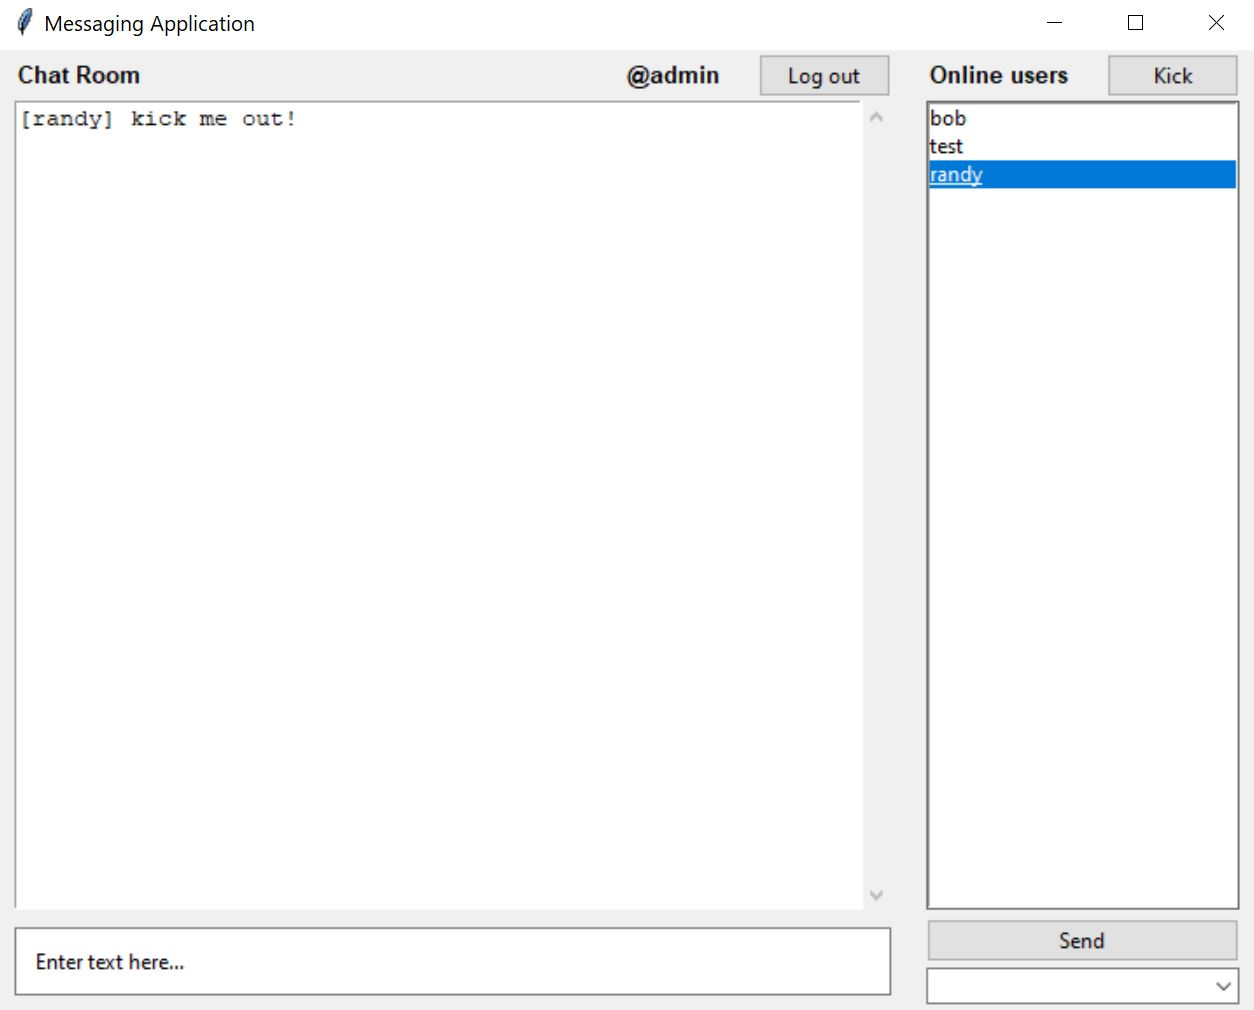 Messaging Application
Chat Room
@admin
Log out
Online users
Kick
[randy] kick me out!
bob
test
randy
Enter text here...
Send